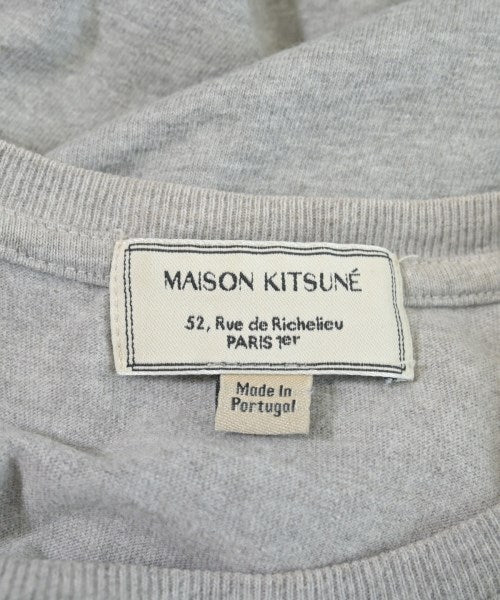 MAISON KITSUNÉ
52, Rue de Richelieu
PARIS 1er
Made In
Portugal